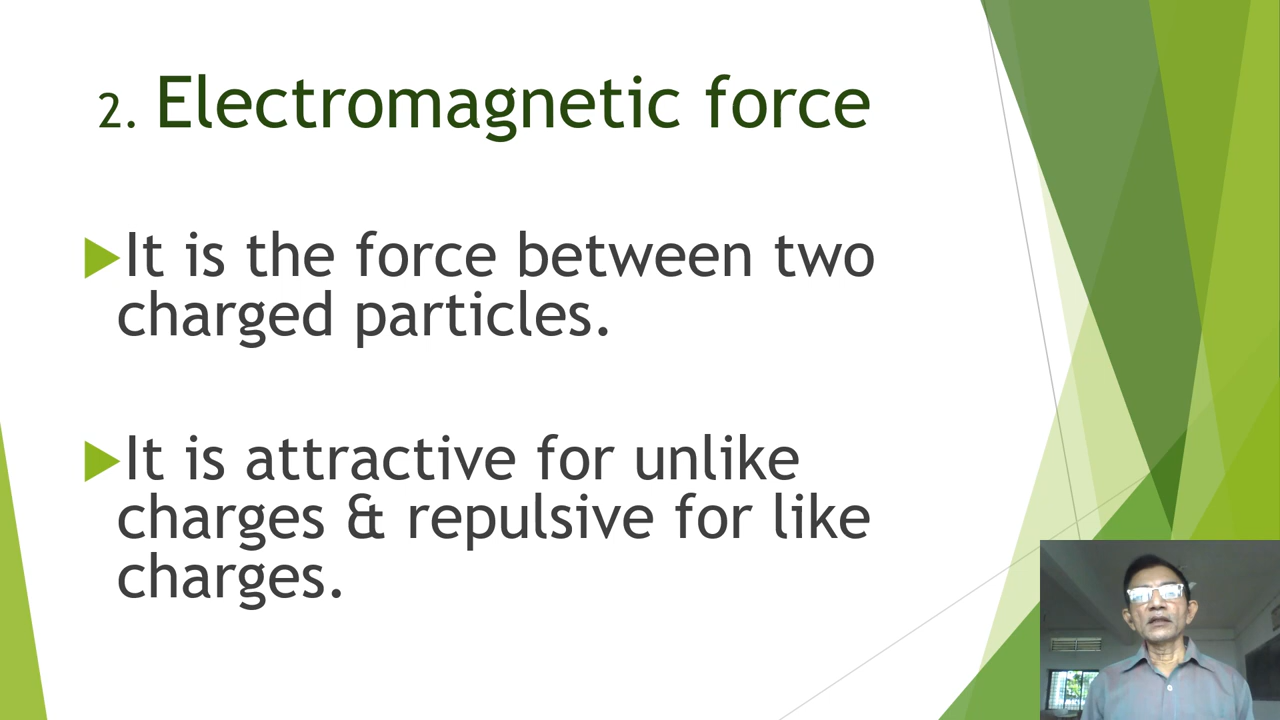 2. Electromagnetic force
It is the force between two
charged particles.
It is attractive for unlike
charges & repulsive for like
charges.